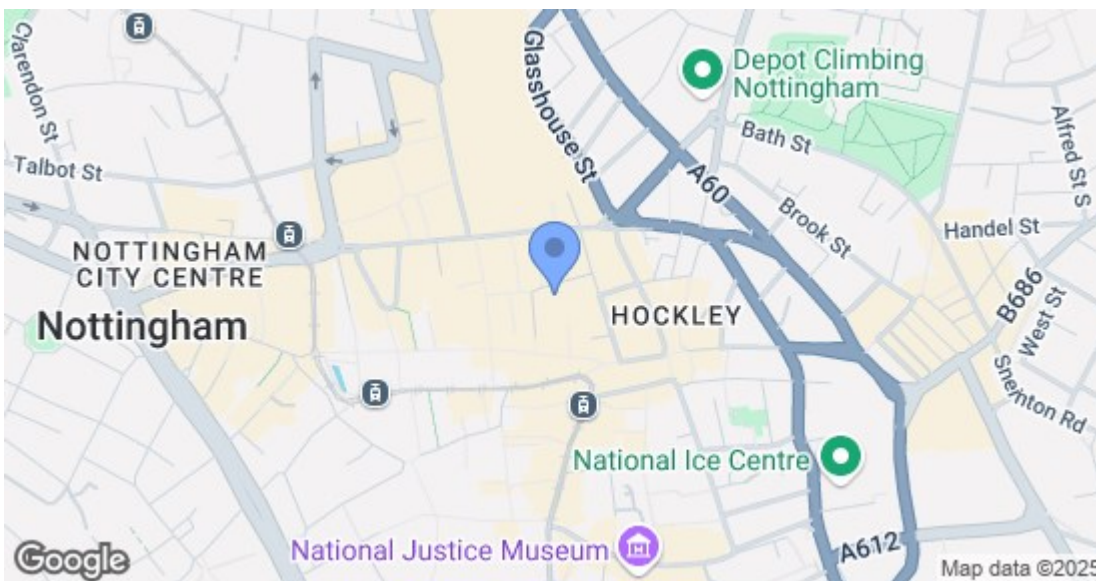 Clarendon St
Talbot St
NOTTINGHAM
CITY CENTRE
Nottingham
Glasshouse St
A60
Depot Climbing
Nottingham
Bath St
Alfred St S
Brook St
Handel St
B686
West St
Sneinton Rd
HOCKLEY
National Ice Centre
National Justice Museum
A612
Google
Map data ©2025